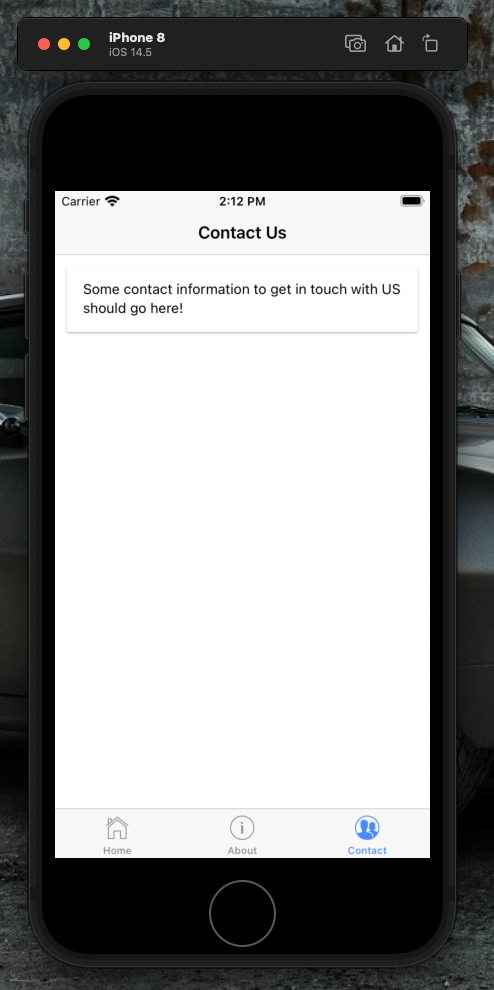 iPhone 8
iOS 14.5
Carrier 2:12 PM
Contact Us
Some contact information to get in touch with US
should go here!
Home About Contact